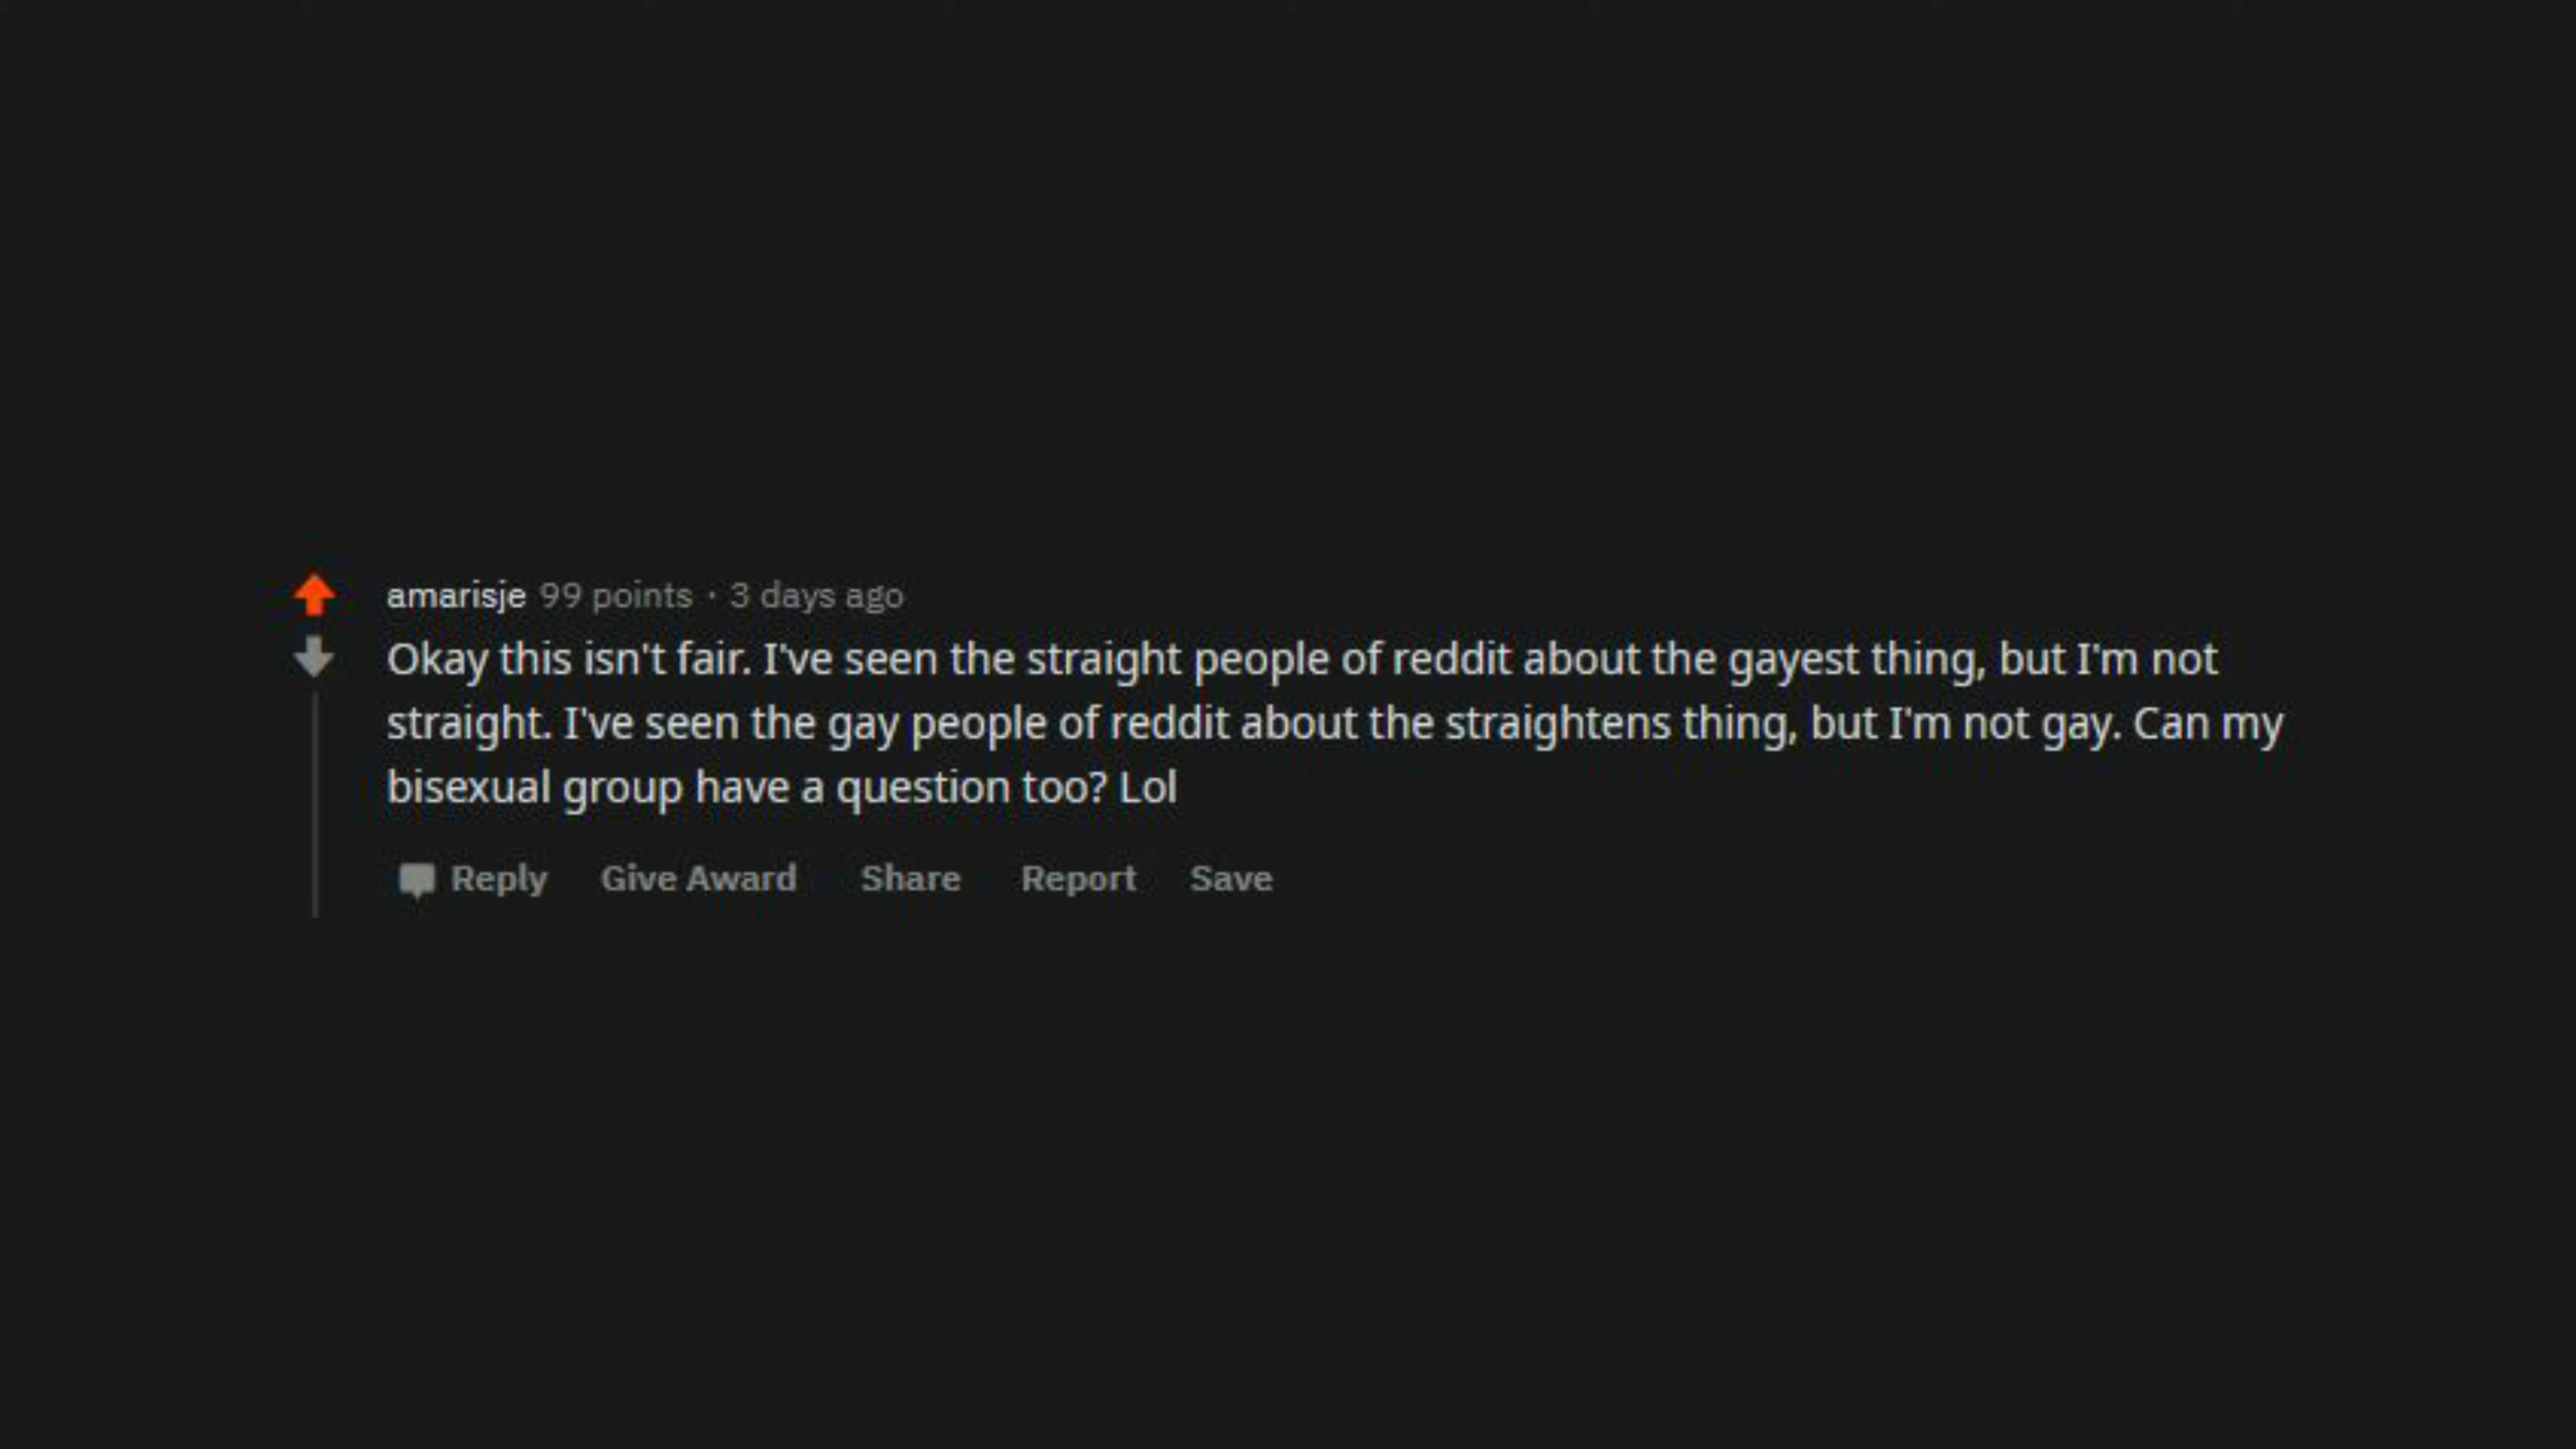 amarisje 99 points · 3 days ago
Okay this isn't fair. I've seen the straight people of reddit about the gayest thing, but I'm not
straight. I've seen the gay people of reddit about the straightens thing, but I'm not gay. Can my
bisexual group have a question too? Lol
Reply Give Award Share Report Save